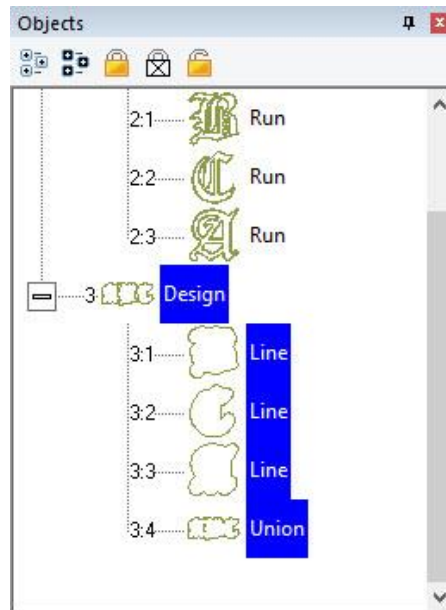 Objects
2:1 B Run
2:2 C Run
2:3 A Run
3 Design
3:1 Line
3:2 Line
3:3 Line
3:4 Union